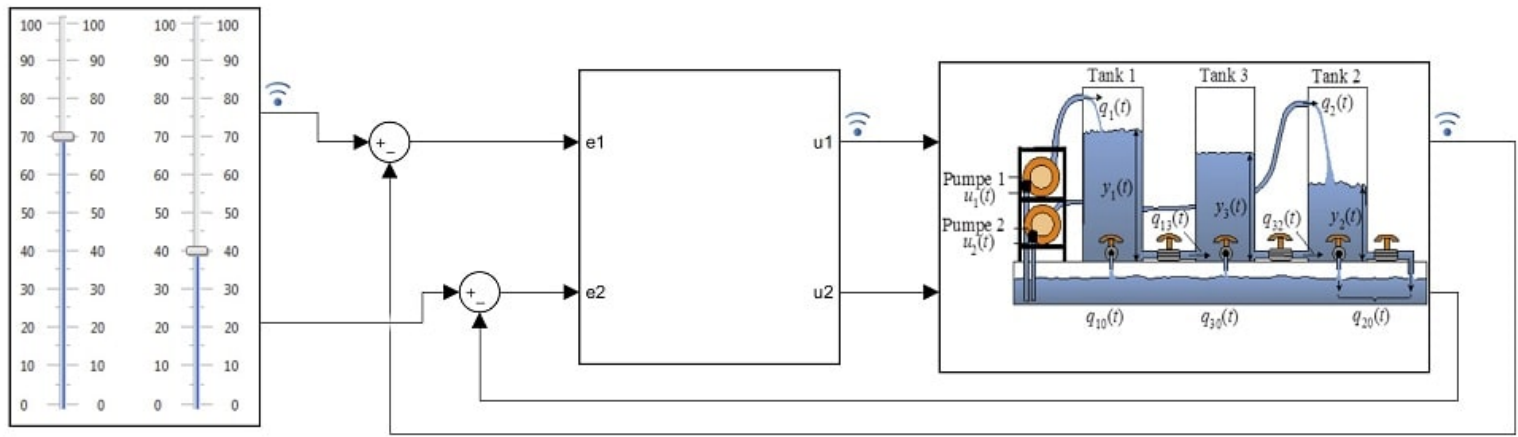 100 100 100 100
90 90 90 90
80 80 80 80
70 70 70 70
60 60 60 60
50 50 50 50
40 40 40 40
30 30 30 30
20 20 20 20
10 10 10 10
0 0 0 0
+ −
+ −
e1
e2
u1
u2
Tank 1 Tank 3 Tank 2
q₁(t) q₂(t)
Pumpe 1
u₁(t)
Pumpe 2
u₂(t)
y₁(t) y₃(t) y₂(t)
q₁₃(t) q₃₂(t)
q₁₀(t) q₃₀(t) q₂₀(t)